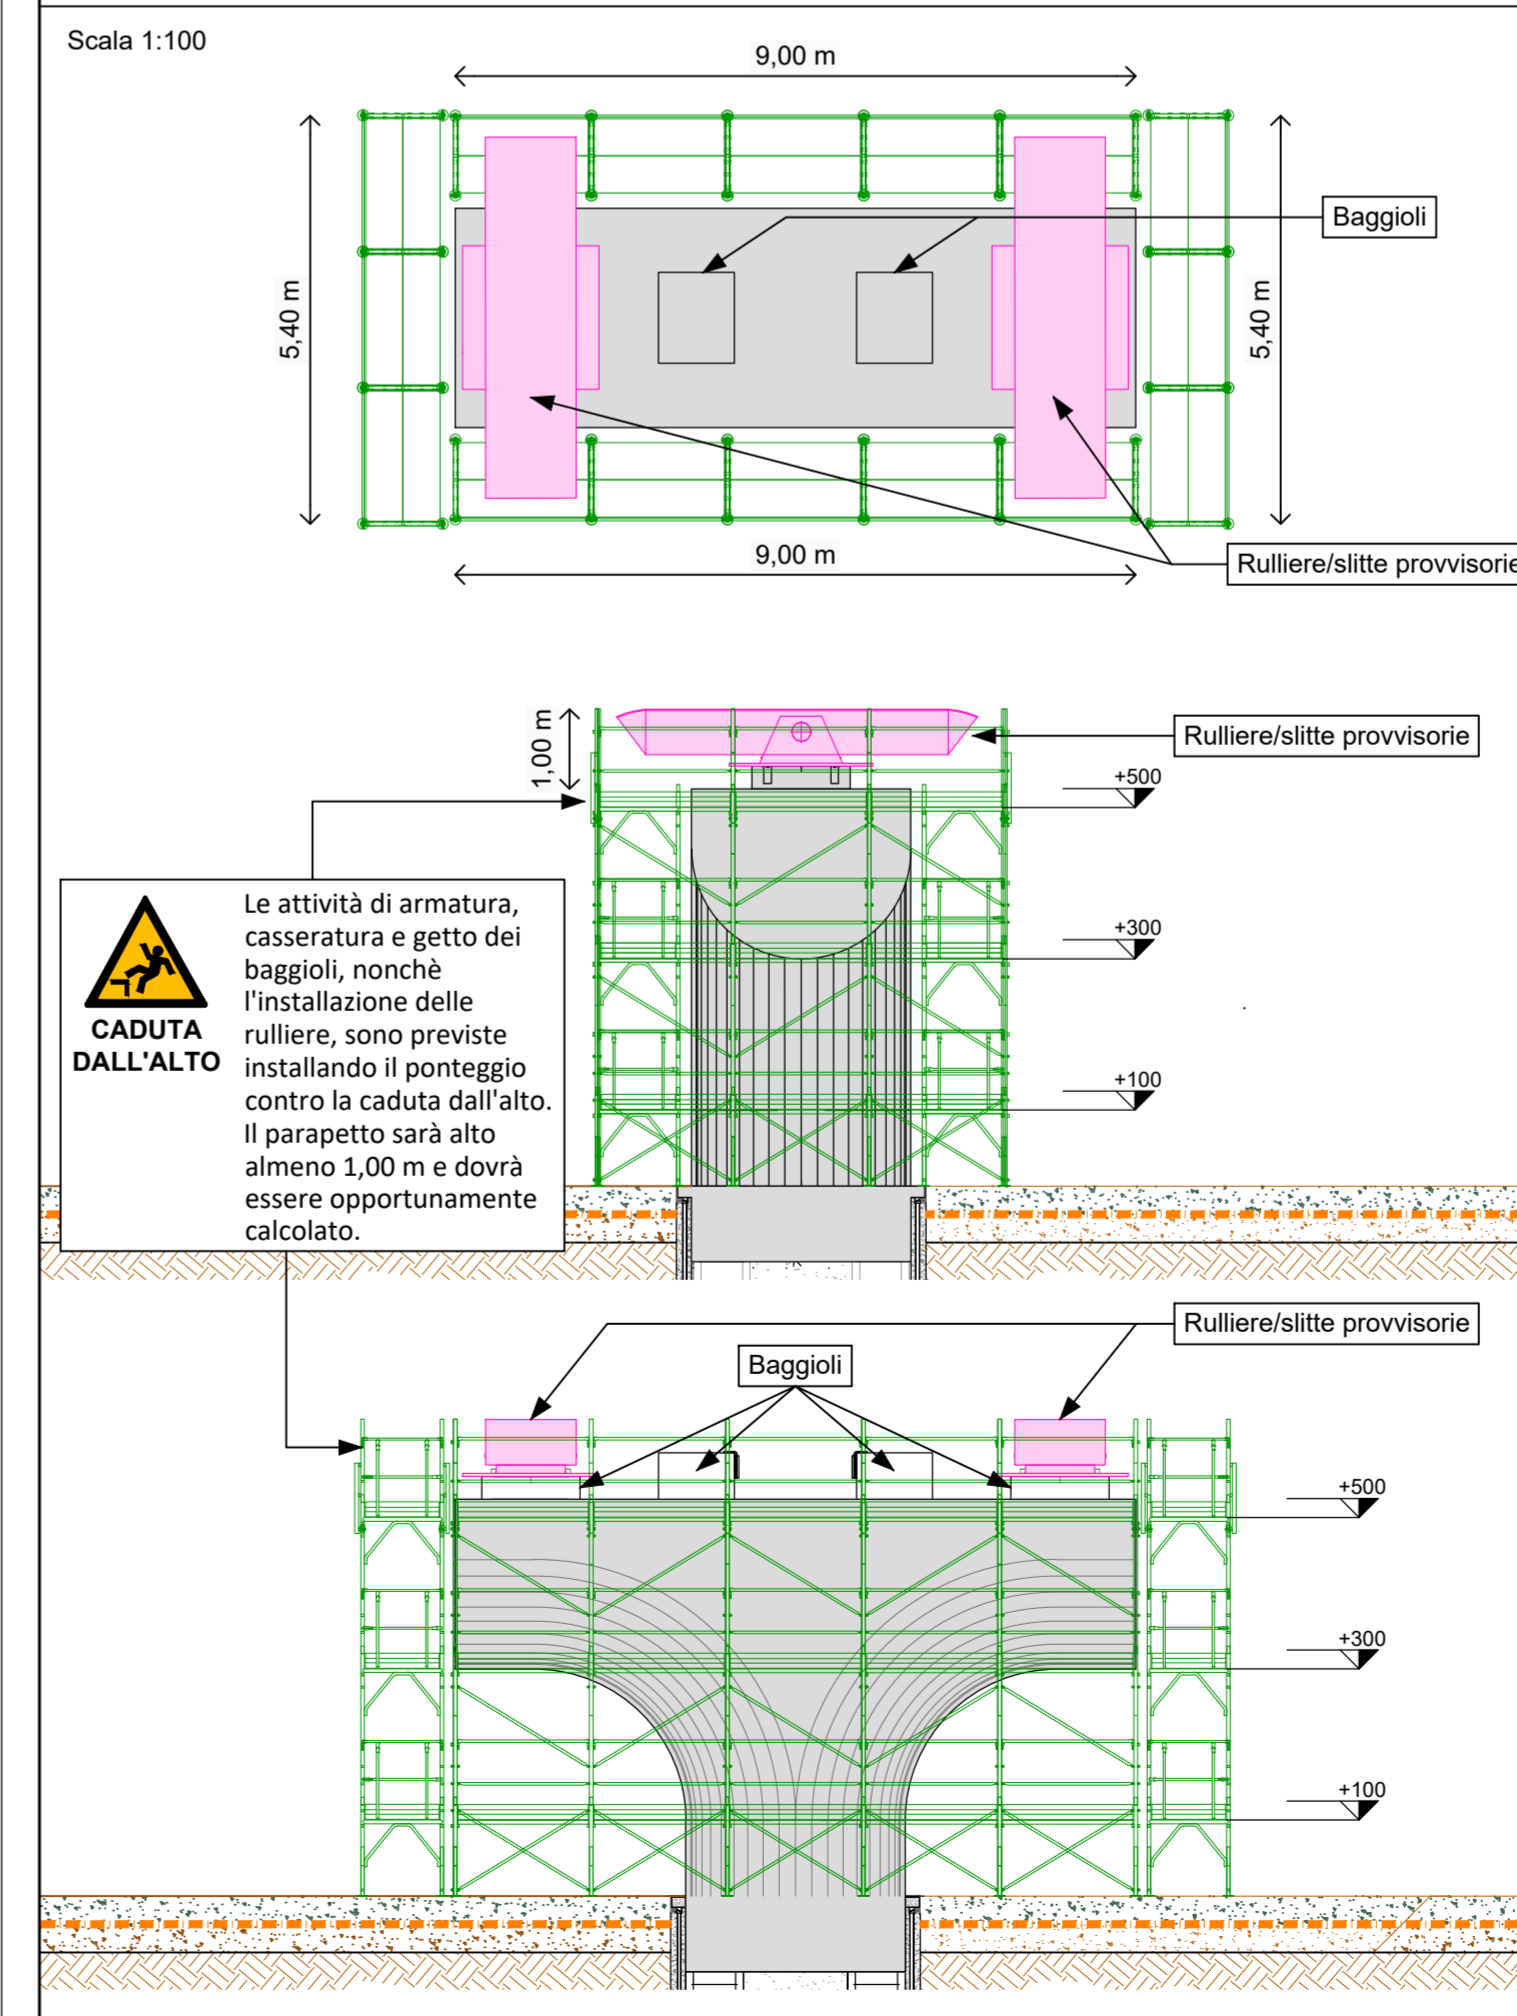 Scala 1:100
9,00 m
5,40 m
Baggioli
5,40 m
9,00 m
Rulliere/slitte provvisorie
1,00 m
Rulliere/slitte provvisorie
+500
+300
+100
CADUTA
DALL'ALTO
Le attività di armatura,
casseratura e getto dei
baggioli, nonchè
l'installazione delle
rulliere, sono previste
installando il ponteggio
contro la caduta dall'alto.
Il parapetto sarà alto
almeno 1,00 m e dovrà
essere opportunamente
calcolato.
Rulliere/slitte provvisorie
Baggioli
+500
+300
+100